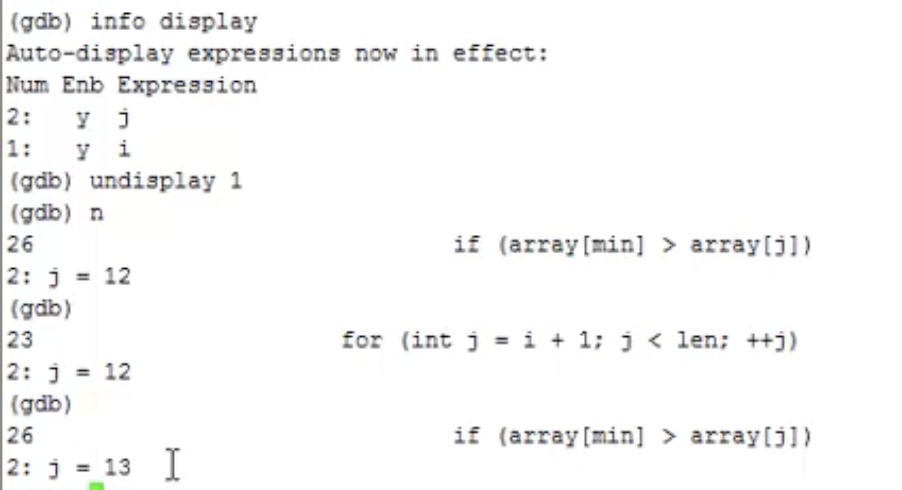 (gdb) info display
Auto-display expressions now in effect:
Num Enb Expression
2:   y  j
1:   y  i
(gdb) undisplay 1
(gdb) n
26                              if (array[min] > array[j])
2: j = 12
(gdb)
23                      for (int j = i + 1; j < len; ++j)
2: j = 12
(gdb)
26                              if (array[min] > array[j])
2: j = 13